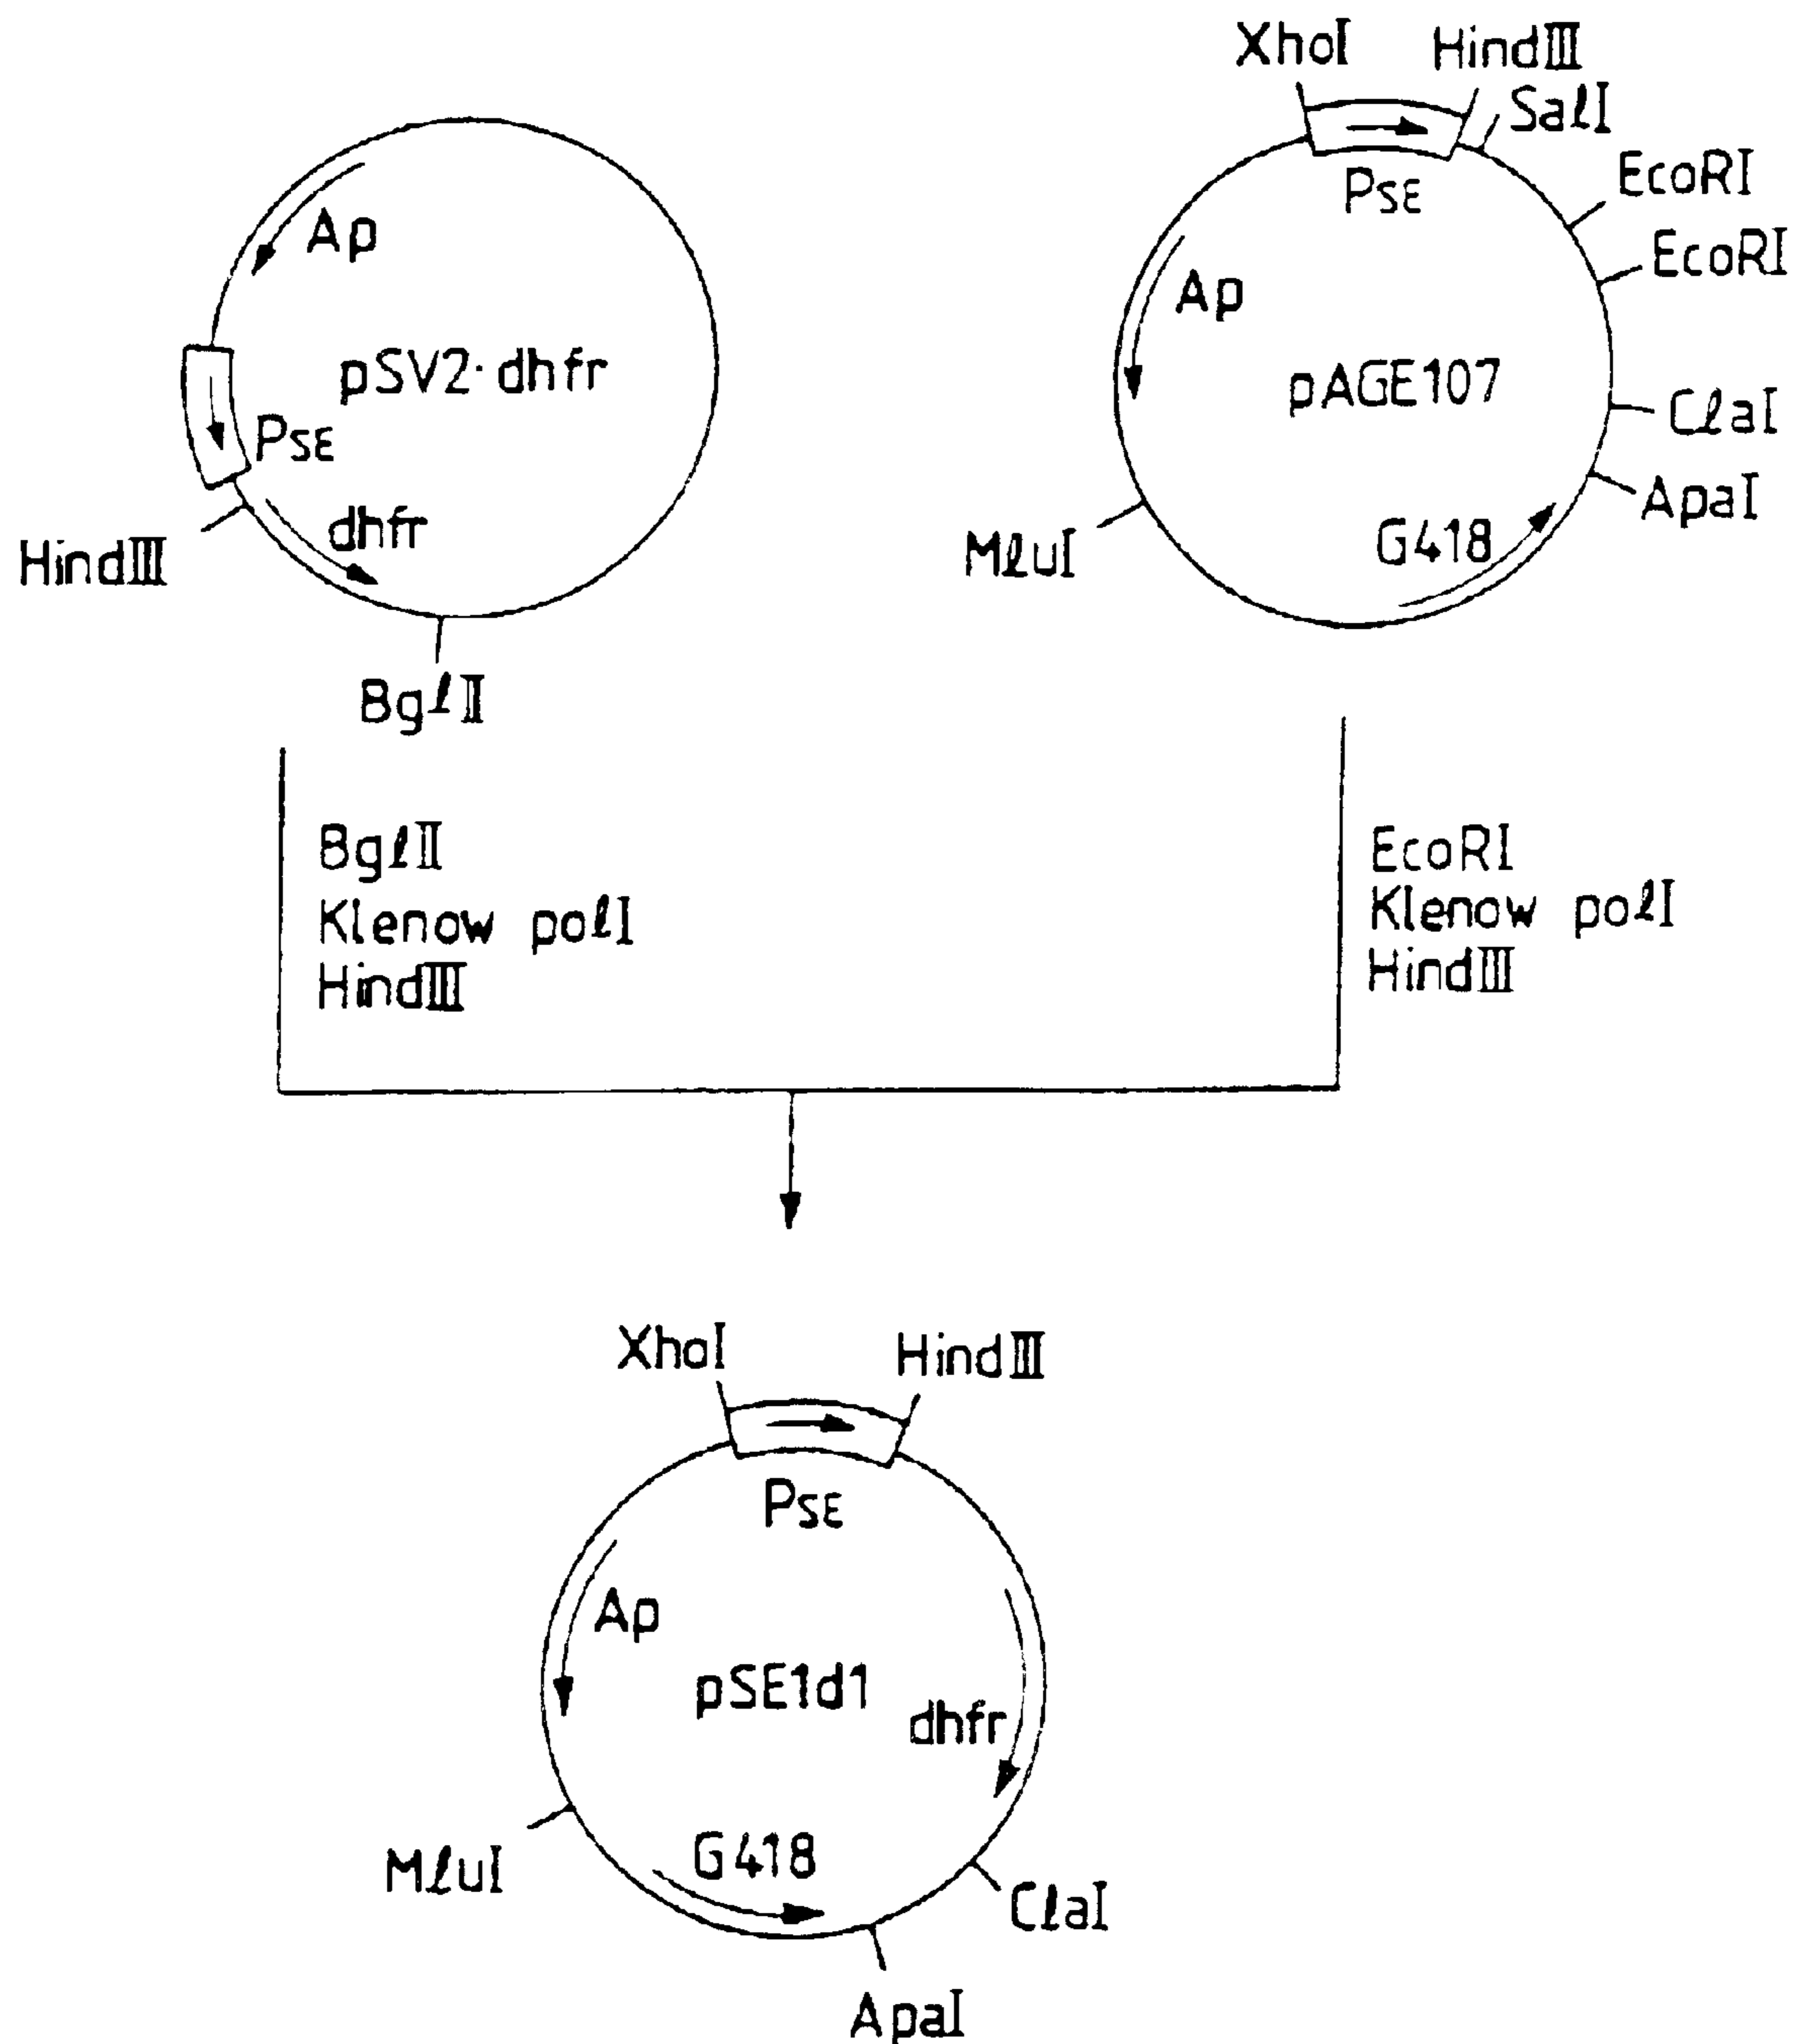 Ap
pSV2·dhfr
PSE
dhfr
HindIII
BglII
XhoI
HindIII
SalI
EcoRI
EcoRI
PSE
Ap
pAGE107
ClaI
ApaI
G418
MluI
BglII
Klenow polI
HindIII
EcoRI
Klenow polI
HindIII
XhoI
HindIII
PSE
Ap
pSE1d1
dhfr
G418
MluI
ClaI
ApaI